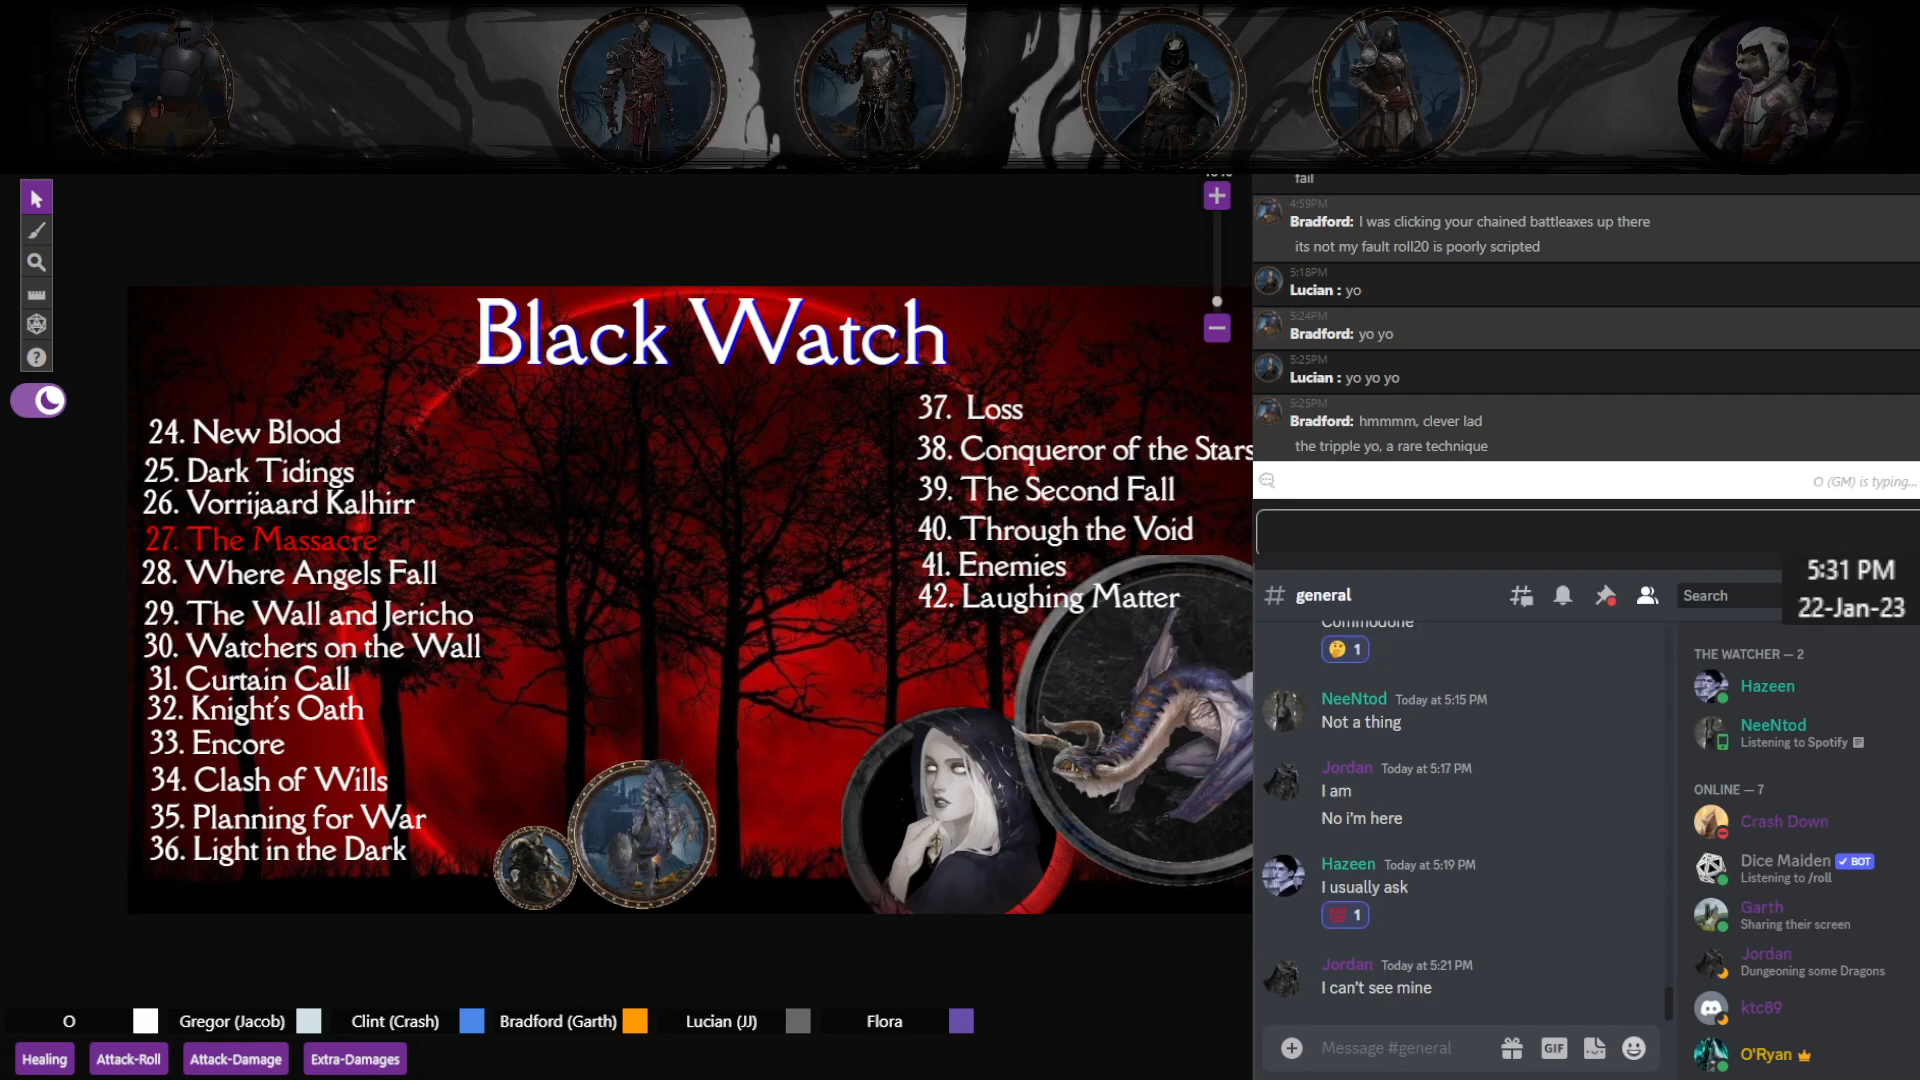 fail
4:59PM
Bradford: I was clicking your chained battleaxes up there
its not my fault roll20 is poorly scripted
5:18PM
Lucian : yo
5:24PM
Bradford: yo yo
5:25PM
Lucian : yo yo yo
5:25PM
Bradford: hmmmm, clever lad
the tripple yo, a rare technique
O (GM) is typing...
Black Watch
24. New Blood
25. Dark Tidings
26. Vorrijaard Kalhirr
27. The Massacre
28. Where Angels Fall
29. The Wall and Jericho
30. Watchers on the Wall
31. Curtain Call
32. Knight's Oath
33. Encore
34. Clash of Wills
35. Planning for War
36. Light in the Dark
37. Loss
38. Conqueror of the Stars
39. The Second Fall
40. Through the Void
41. Enemies
42. Laughing Matter
5:31 PM
22-Jan-23
# general
Search
Commodone
1
NeeNtod Today at 5:15 PM
Not a thing
Jordan Today at 5:17 PM
I am
No i'm here
Hazeen Today at 5:19 PM
I usually ask
1
Jordan Today at 5:21 PM
I can't see mine
Message #general
GIF
THE WATCHER — 2
Hazeen
NeeNtod
Listening to Spotify
ONLINE — 7
Crash Down
Dice Maiden BOT
Listening to /roll
Garth
Sharing their screen
Jordan
Dungeoning some Dragons
ktc89
O'Ryan
O
Gregor (Jacob)
Clint (Crash)
Bradford (Garth)
Lucian (JJ)
Flora
Healing
Attack-Roll
Attack-Damage
Extra-Damages